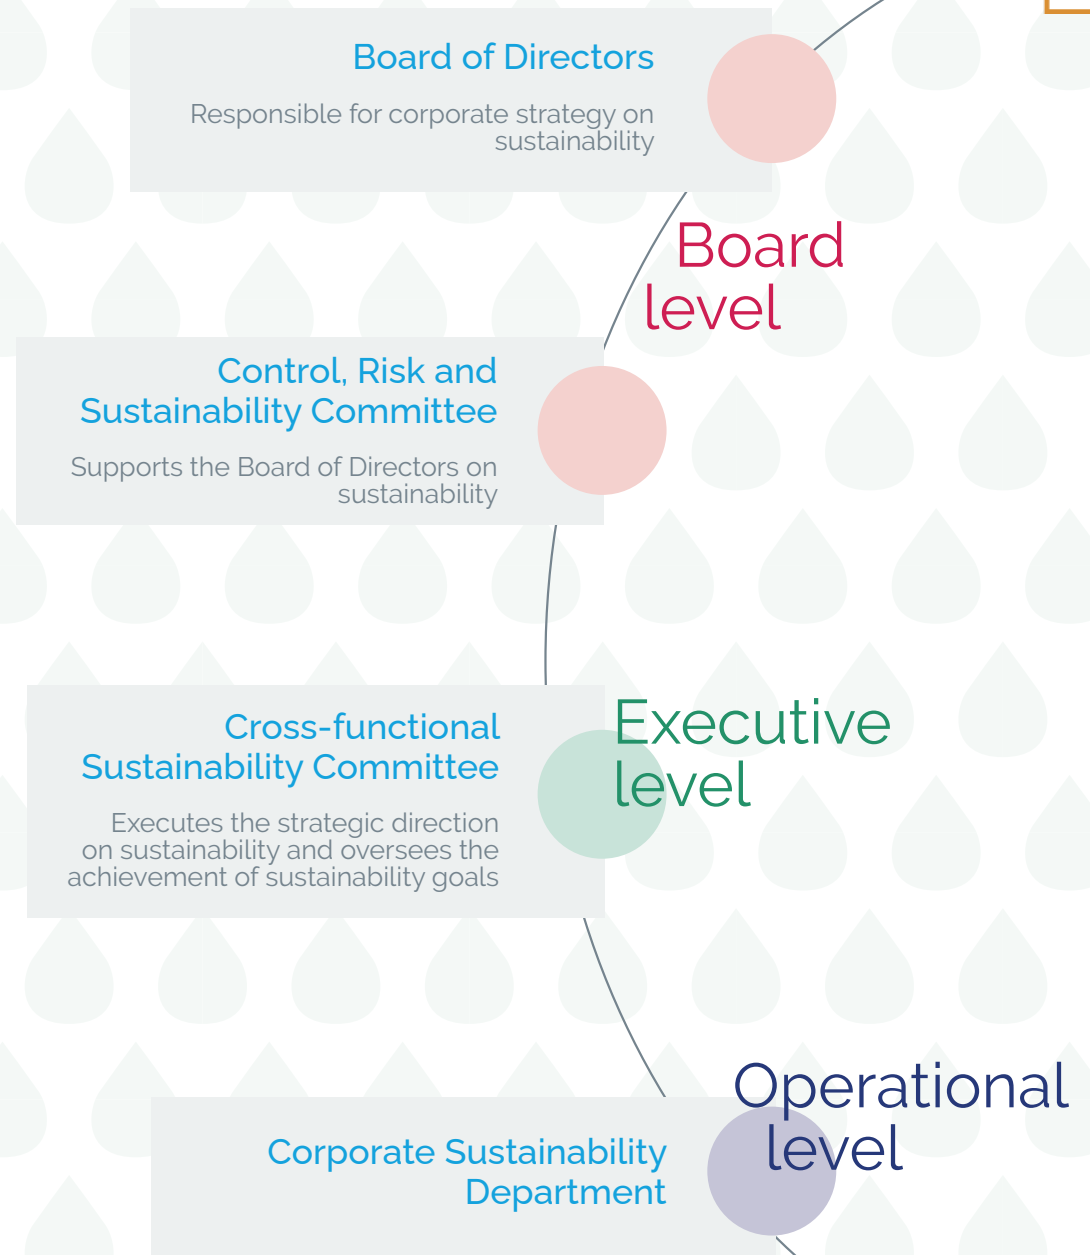 Board of Directors
Responsible for corporate strategy on
sustainability
Board
level
Control, Risk and
Sustainability Committee
Supports the Board of Directors on
sustainability
Cross-functional
Sustainability Committee
Executes the strategic direction
on sustainability and oversees the
achievement of sustainability goals
Executive
level
Operational
level
Corporate Sustainability
Department